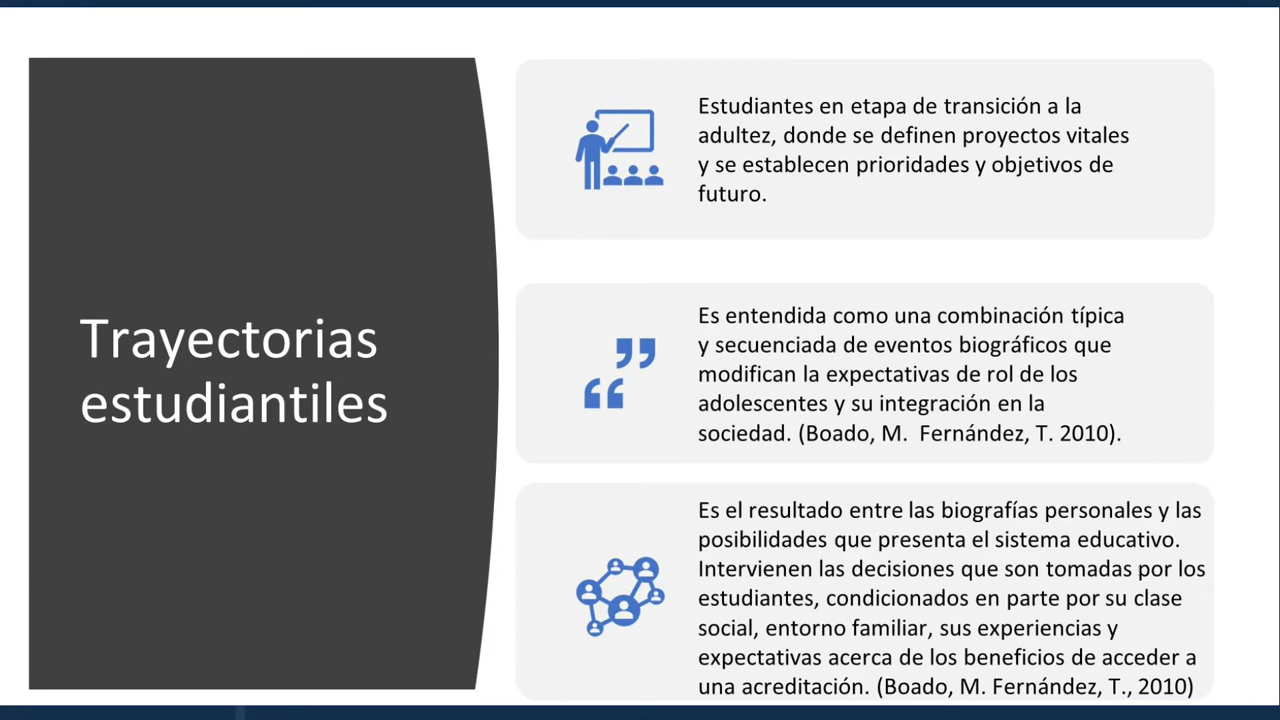 Trayectorias
estudiantiles
Estudiantes en etapa de transición a la
adultez, donde se definen proyectos vitales
y se establecen prioridades y objetivos de
futuro.
Es entendida como una combinación típica
y secuenciada de eventos biográficos que
modifican la expectativas de rol de los
adolescentes y su integración en la
sociedad. (Boado, M.  Fernández, T. 2010).
Es el resultado entre las biografías personales y las
posibilidades que presenta el sistema educativo.
Intervienen las decisiones que son tomadas por los
estudiantes, condicionados en parte por su clase
social, entorno familiar, sus experiencias y
expectativas acerca de los beneficios de acceder a
una acreditación. (Boado, M. Fernández, T., 2010)